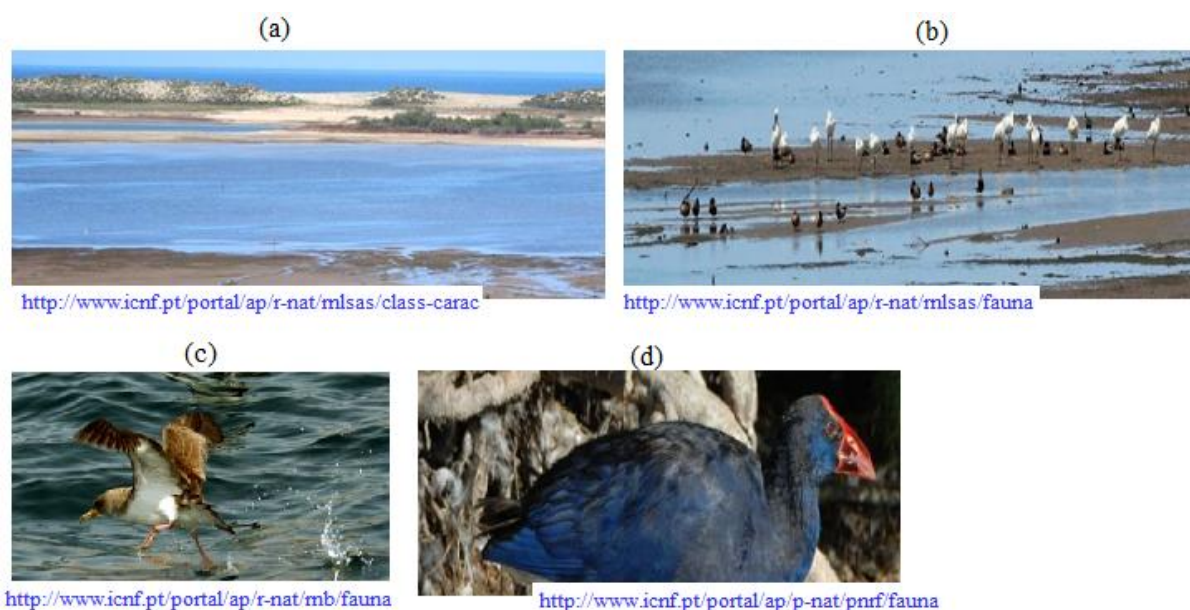 (a)
(b)
http://www.icnf.pt/portal/ap/r-nat/rnlsas/class-carac
http://www.icnf.pt/portal/ap/r-nat/rnlsas/fauna
(c)
(d)
http://www.icnf.pt/portal/ap/r-nat/rnb/fauna
http://www.icnf.pt/portal/ap/p-nat/pnrf/fauna